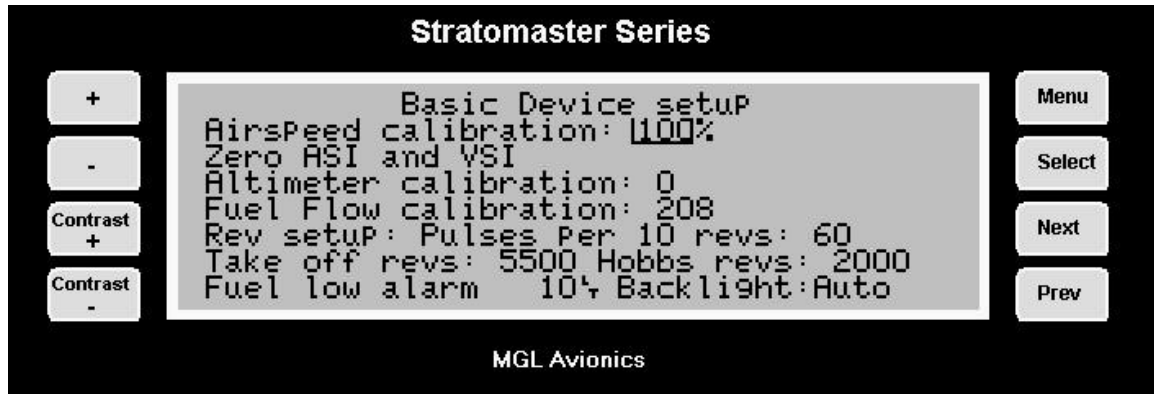 Stratomaster Series
+
-
Contrast
+
Contrast
-
Basic Device setup
Airspeed calibration: 100%
Zero ASI and VSI
Altimeter calibration: 0
Fuel Flow calibration: 208
Rev setup: Pulses per 10 revs: 60
Take off revs: 5500 Hobbs revs: 2000
Fuel low alarm 10 Backlight:Auto
Menu
Select
Next
Prev
MGL Avionics